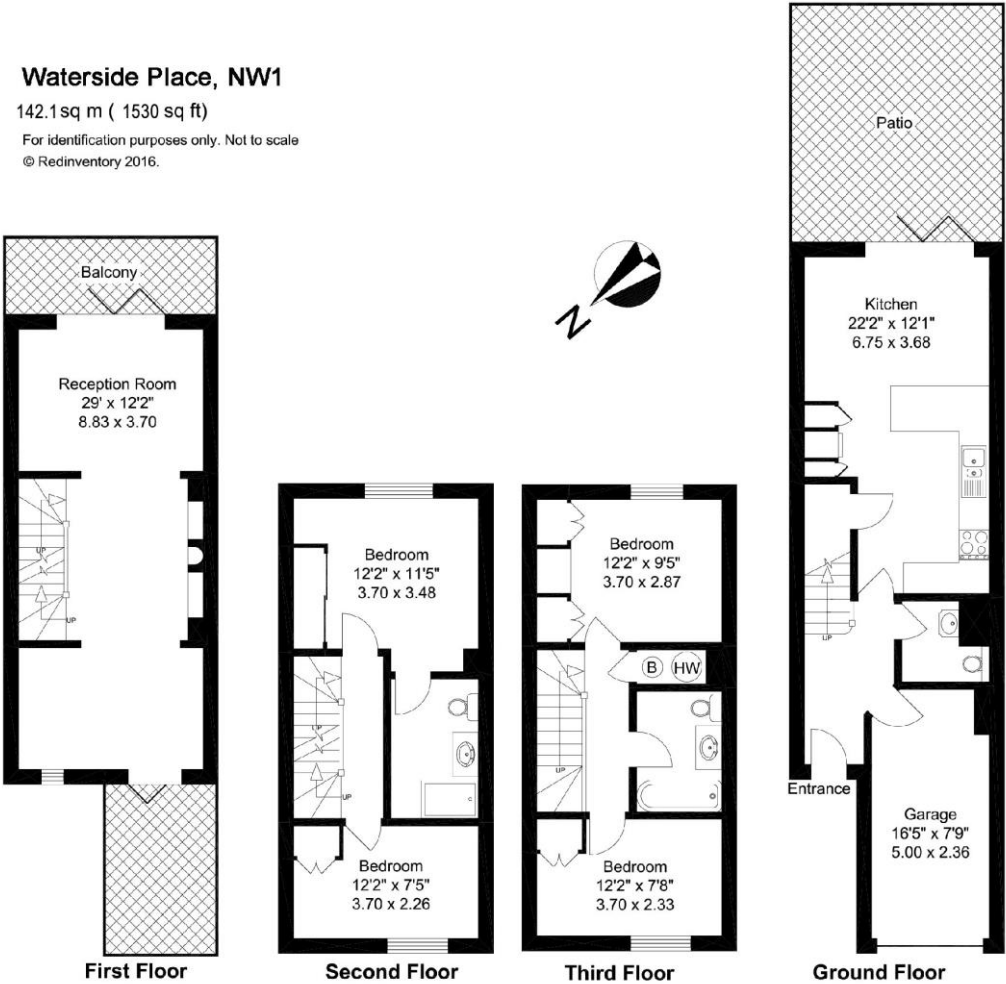 Waterside Place, NW1
142.1 sq m ( 1530 sq ft)
For identification purposes only. Not to scale
© Redinventory 2016.
N
Balcony
Reception Room
29' x 12'2"
8.83 x 3.70
UP
UP
First Floor
Bedroom
12'2" x 11'5"
3.70 x 3.48
UP
UP
Bedroom
12'2" x 7'5"
3.70 x 2.26
Second Floor
Bedroom
12'2" x 9'5"
3.70 x 2.87
B
HW
UP
Bedroom
12'2" x 7'8"
3.70 x 2.33
Third Floor
Patio
Kitchen
22'2" x 12'1"
6.75 x 3.68
UP
Entrance
Garage
16'5" x 7'9"
5.00 x 2.36
Ground Floor